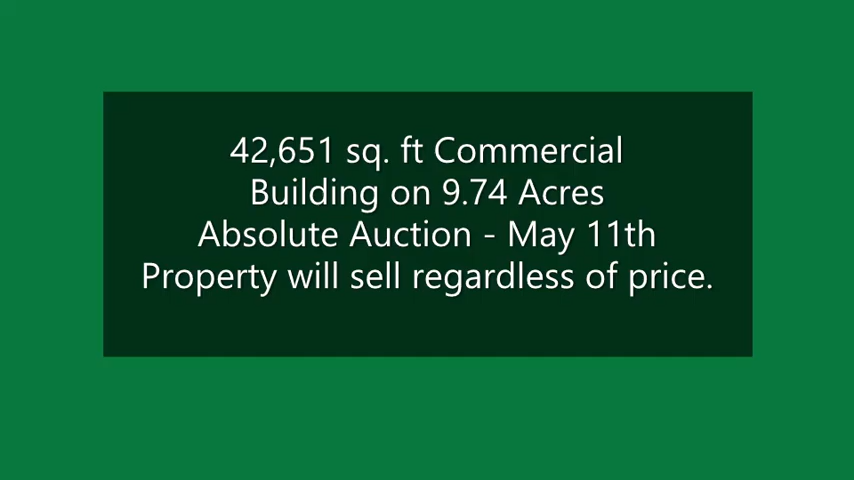 42,651 sq. ft Commercial
Building on 9.74 Acres
Absolute Auction - May 11th
Property will sell regardless of price.